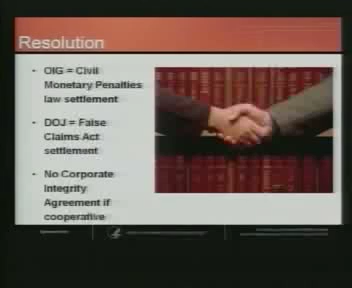 Resolution
• OIG = Civil
Monetary Penalties
law settlement
• DOJ = False
Claims Act
settlement
• No Corporate
Integrity
Agreement if
cooperative